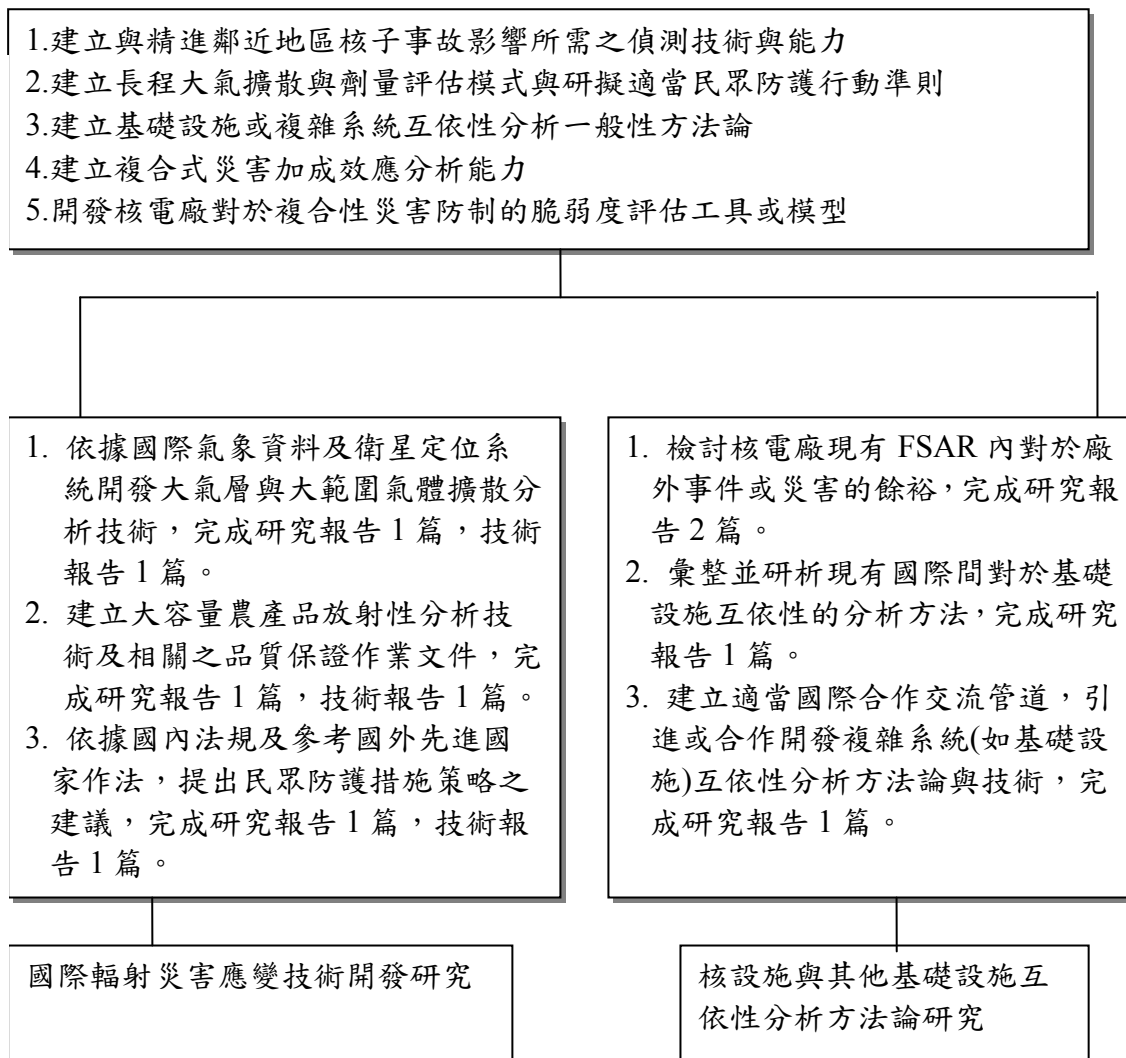 1.建立與精進鄰近地區核子事故影響所需之偵測技術與能力
2.建立長程大氣擴散與劑量評估模式與研擬適當民眾防護行動準則
3.建立基礎設施或複雜系統互依性分析一般性方法論
4.建立複合式災害加成效應分析能力
5.開發核電廠對於複合性災害防制的脆弱度評估工具或模型
1. 依據國際氣象資料及衛星定位系
統開發大氣層與大範圍氣體擴散分
析技術，完成研究報告 1 篇，技術
報告 1 篇。
2. 建立大容量農產品放射性分析技
術及相關之品質保證作業文件，完
成研究報告 1 篇，技術報告 1 篇。
3. 依據國內法規及參考國外先進國
家作法，提出民眾防護措施策略之
建議，完成研究報告 1 篇，技術報
告 1 篇。
1. 檢討核電廠現有 FSAR 內對於廠
外事件或災害的餘裕，完成研究報
告 2 篇。
2. 彙整並研析現有國際間對於基礎
設施互依性的分析方法，完成研究
報告 1 篇。
3. 建立適當國際合作交流管道，引
進或合作開發複雜系統(如基礎設
施)互依性分析方法論與技術，完
成研究報告 1 篇。
國際輻射災害應變技術開發研究
核設施與其他基礎設施互
依性分析方法論研究